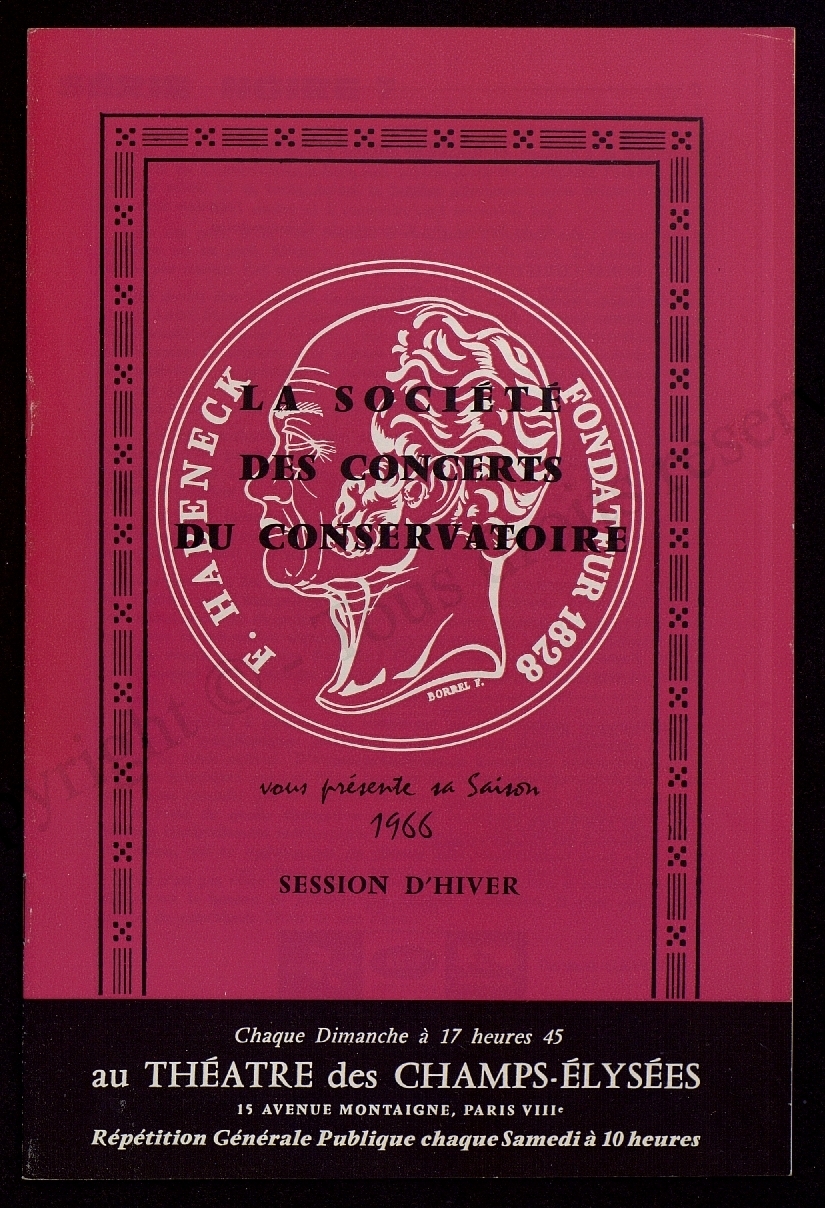 LA SOCIÉTÉ
DES CONCERTS
DU CONSERVATOIRE
F. HABENECK
FONDATEUR 1828
BORREL F.
vous présente sa Saison
1966
SESSION D'HIVER
Chaque Dimanche à 17 heures 45
au THÉATRE des CHAMPS-ÉLYSÉES
15 AVENUE MONTAIGNE, PARIS VIIIe
Répétition Générale Publique chaque Samedi à 10 heures